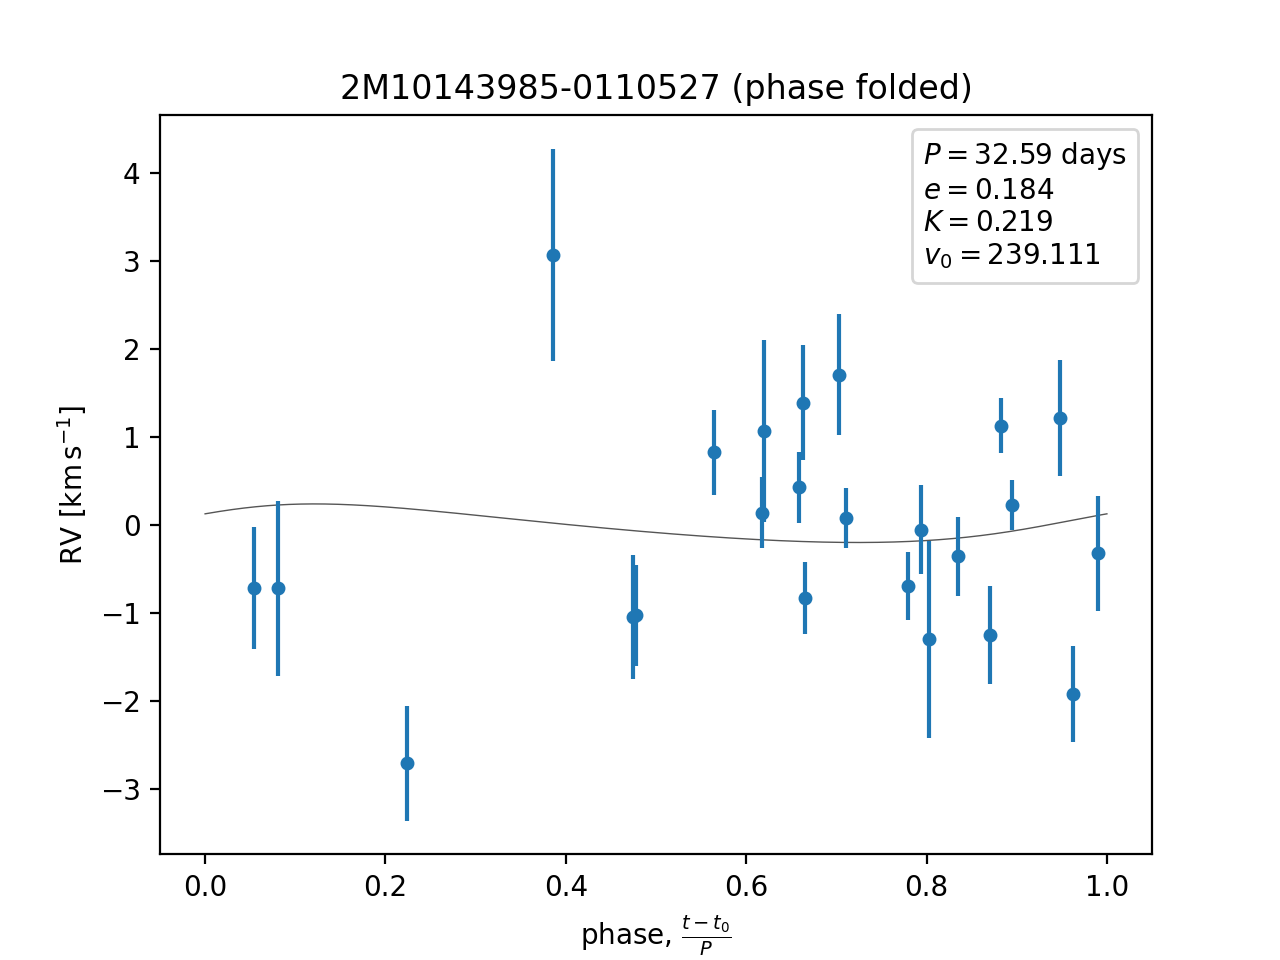 2M10143985-0110527 (phase folded)
P = 32.59 days
e = 0.184
K = 0.219
v₀ = 239.111
4
3
2
1
0
−1
−2
−3
RV [km s⁻¹]
0.0 0.2 0.4 0.6 0.8 1.0
phase, (t − t₀)/P